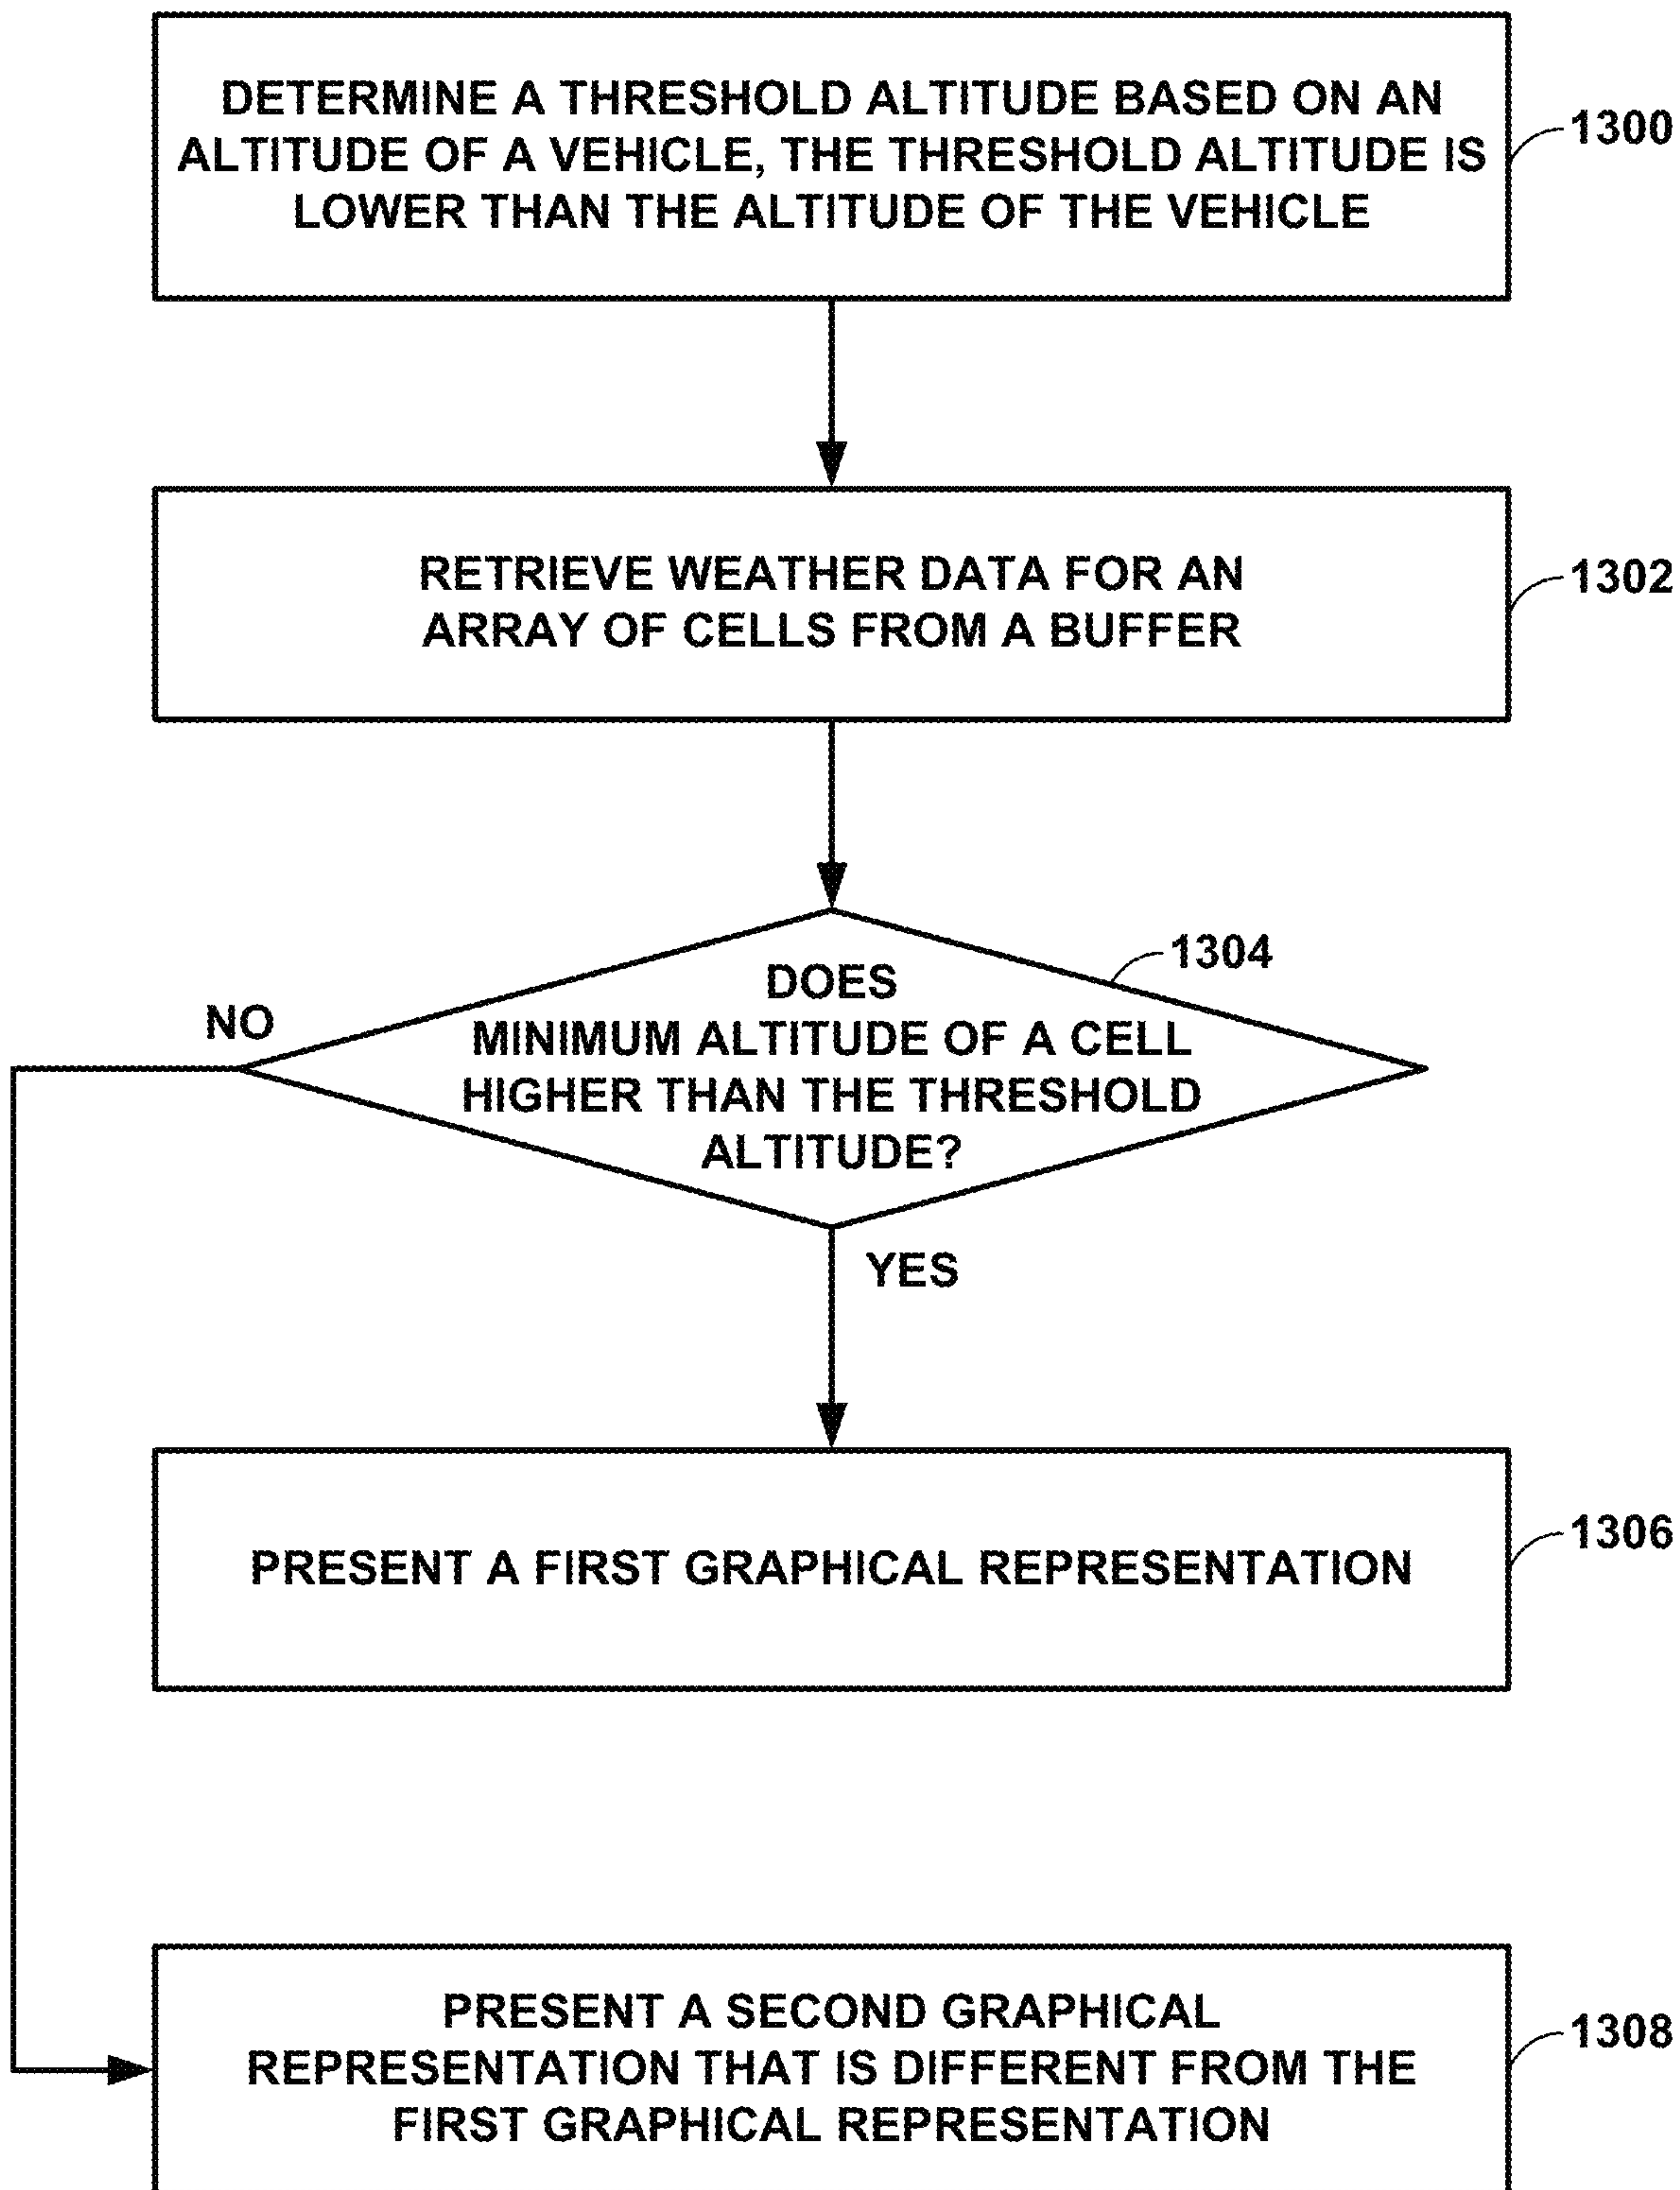 DETERMINE A THRESHOLD ALTITUDE BASED ON AN
ALTITUDE OF A VEHICLE, THE THRESHOLD ALTITUDE IS
LOWER THAN THE ALTITUDE OF THE VEHICLE
1300
RETRIEVE WEATHER DATA FOR AN
ARRAY OF CELLS FROM A BUFFER
1302
1304
DOES
MINIMUM ALTITUDE OF A CELL
HIGHER THAN THE THRESHOLD
ALTITUDE?
NO
YES
PRESENT A FIRST GRAPHICAL REPRESENTATION
1306
PRESENT A SECOND GRAPHICAL
REPRESENTATION THAT IS DIFFERENT FROM THE
FIRST GRAPHICAL REPRESENTATION
1308